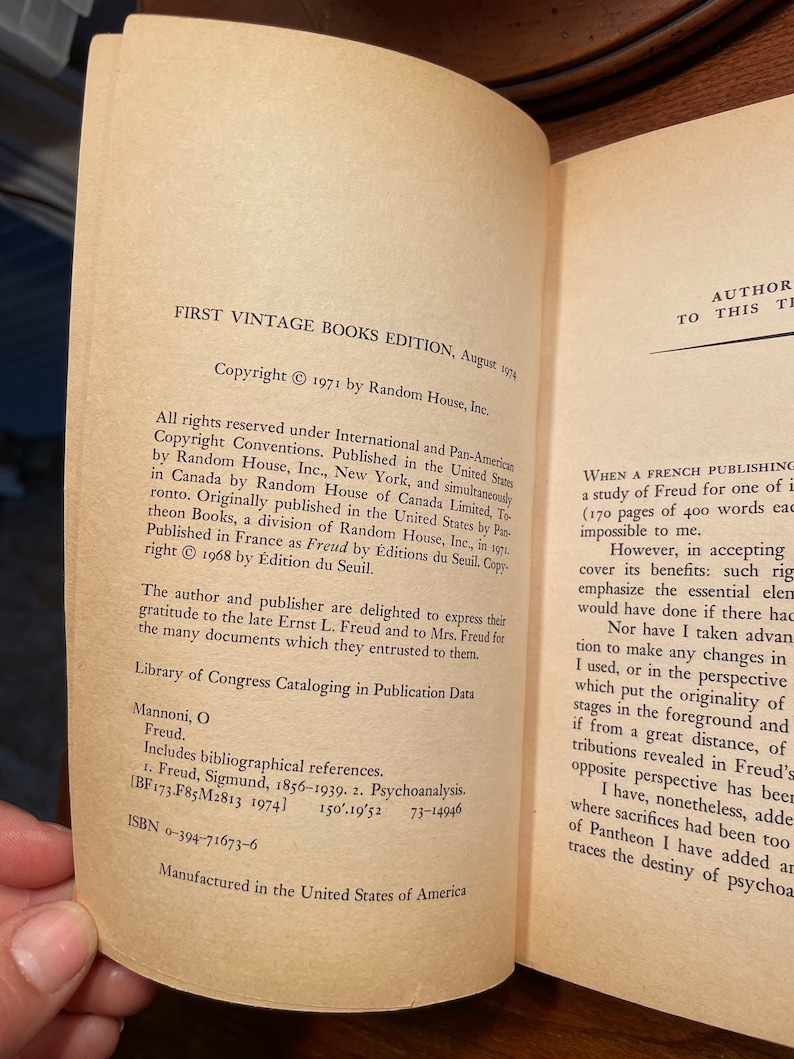 FIRST VINTAGE BOOKS EDITION, August 1974
Copyright © 1971 by Random House, Inc.
All rights reserved under International and Pan-American
Copyright Conventions. Published in the United States
by Random House, Inc., New York, and simultaneously
in Canada by Random House of Canada Limited, To-
ronto. Originally published in the United States by Pan-
theon Books, a division of Random House, Inc., in 1971.
Published in France as Freud by Éditions du Seuil. Copy-
right © 1968 by Édition du Seuil.
The author and publisher are delighted to express their
gratitude to the late Ernst L. Freud and to Mrs. Freud for
the many documents which they entrusted to them.
Library of Congress Cataloging in Publication Data
Mannoni, O
Freud.
Includes bibliographical references.
1. Freud, Sigmund, 1856–1939. 2. Psychoanalysis.
[BF173.F85M2813 1974] 150'.19'52 73-14946
ISBN 0-394-71673-6
Manufactured in the United States of America
AUTHOR
TO THIS
WHEN A FRENCH PUBLISHING
a study of Freud for one of
(170 pages of 400 words
impossible to me.
However, in accepting
cover its benefits: such
emphasize the essential
would have done if there had
Nor have I taken
tion to make any changes in
I used, or in the perspective
which put the originality of
stages in the foreground and
if from a great distance, of
tributions revealed in Freud's
opposite perspective has been
I have, nonetheless,
where sacrifices had been too
of Pantheon I have added
traces the destiny of